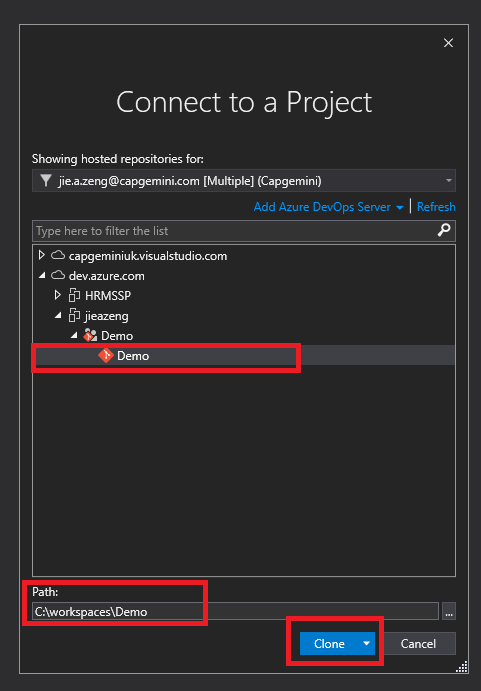 Connect to a Project
Showing hosted repositories for:
jie.a.zeng@capgemini.com [Multiple] (Capgemini)
Add Azure DevOps Server | Refresh
Type here to filter the list
capgeminiuk.visualstudio.com
dev.azure.com
HRMSSP
jieazeng
Demo
Demo
Path:
C:\workspaces\Demo
...
Clone
Cancel